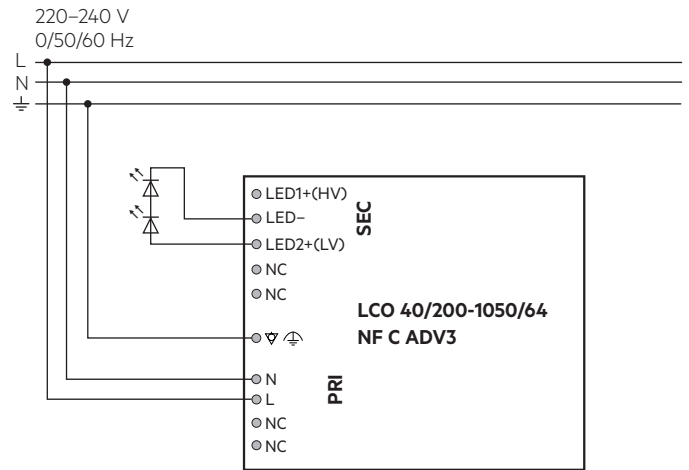 220–240 V
0/50/60 Hz
L
N
LED1+(HV)
LED–
LED2+(LV)
NC
NC
SEC
LCO 40/200-1050/64
NF C ADV3
N
L
NC
NC
PRI